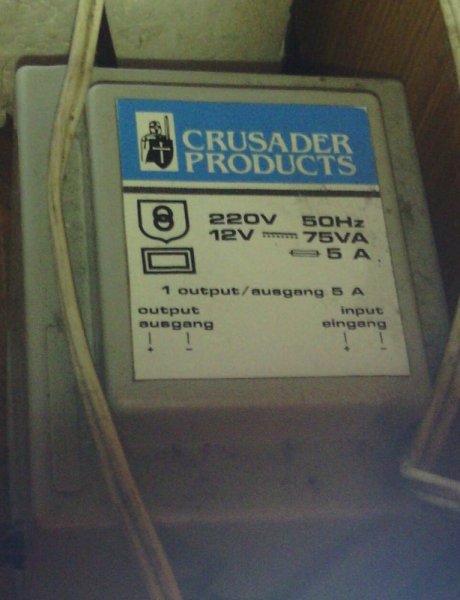 CRUSADER
PRODUCTS
220V 50Hz
12V 75VA
5 A
1 output/ausgang 5 A
output input
ausgang eingang
+ - + -